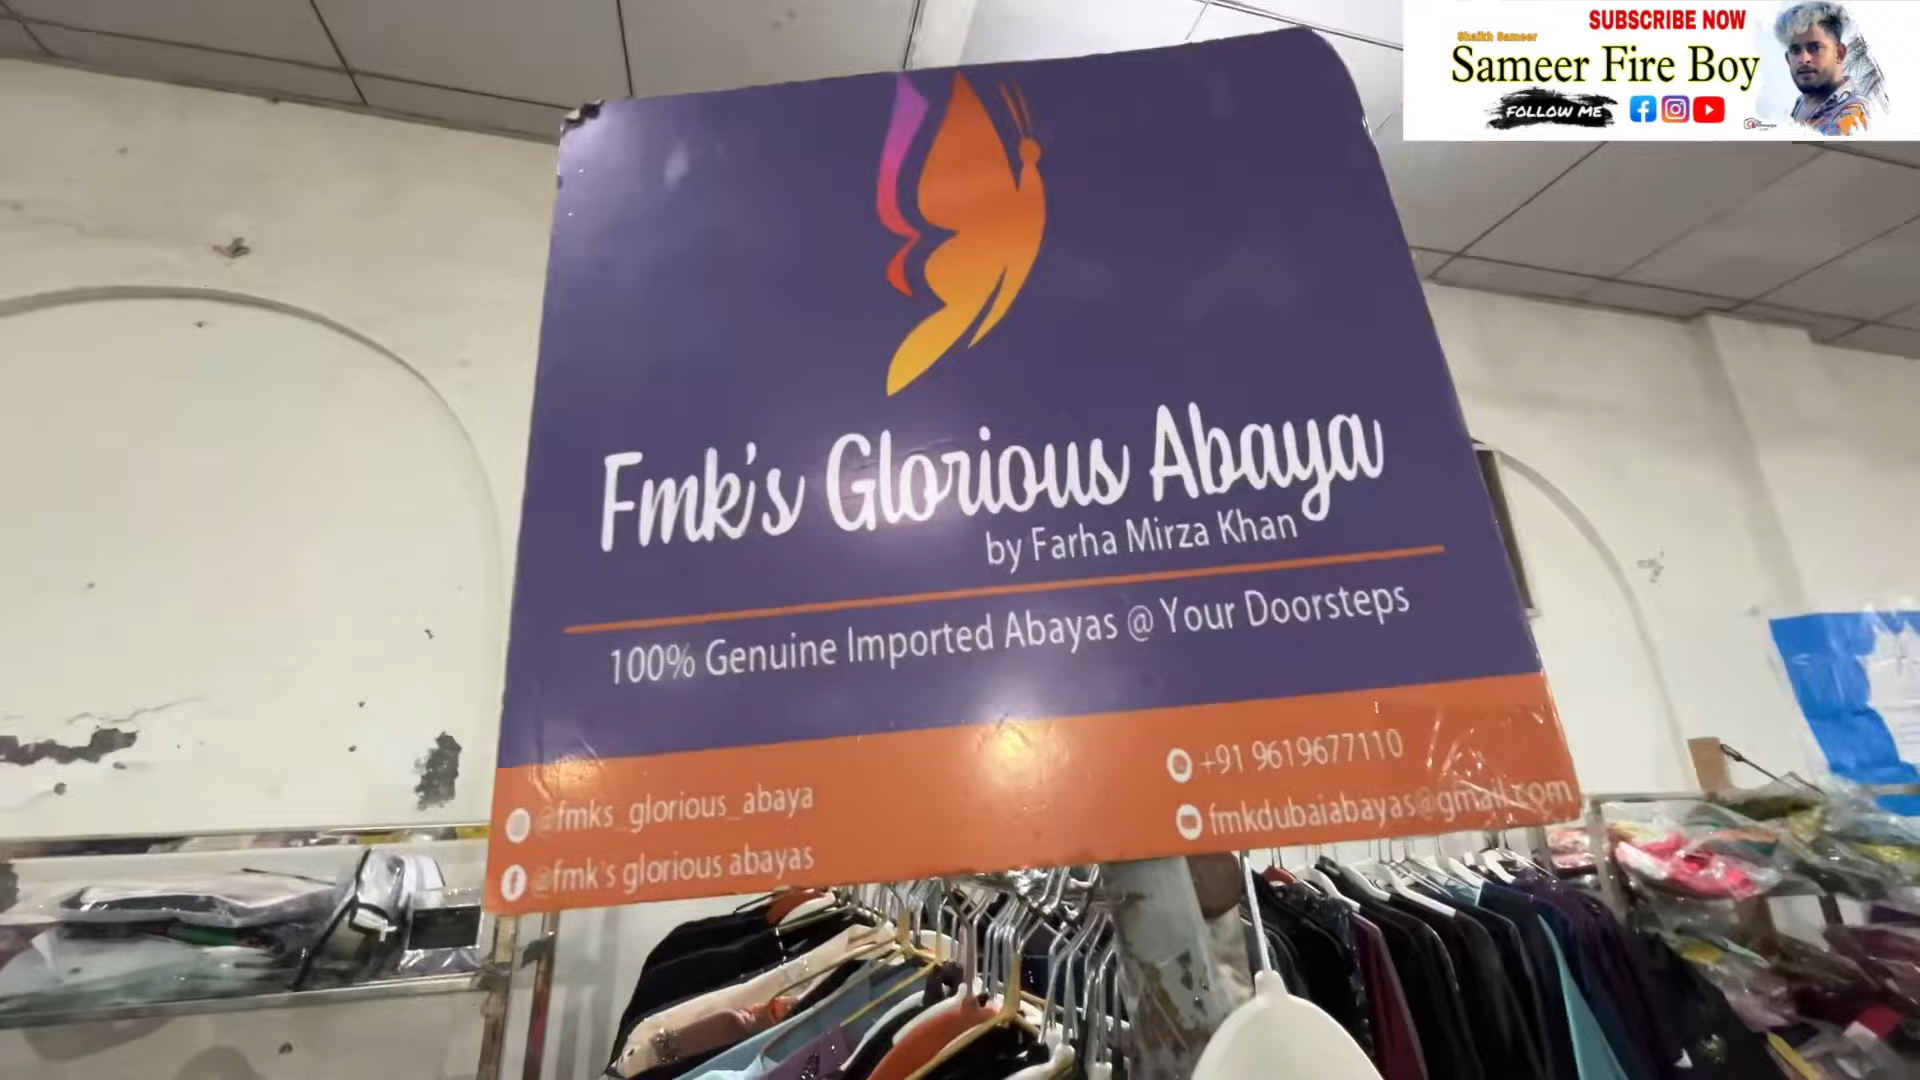 SUBSCRIBE NOW
Shaikh Sameer
Sameer Fire Boy
FOLLOW ME
Fmk's Glorious Abaya
by Farha Mirza Khan
100% Genuine Imported Abayas @ Your Doorsteps
@fmks_glorious_abaya
@fmk's glorious abayas
+91 9619677110
fmkdubaiabayas@gmail.com